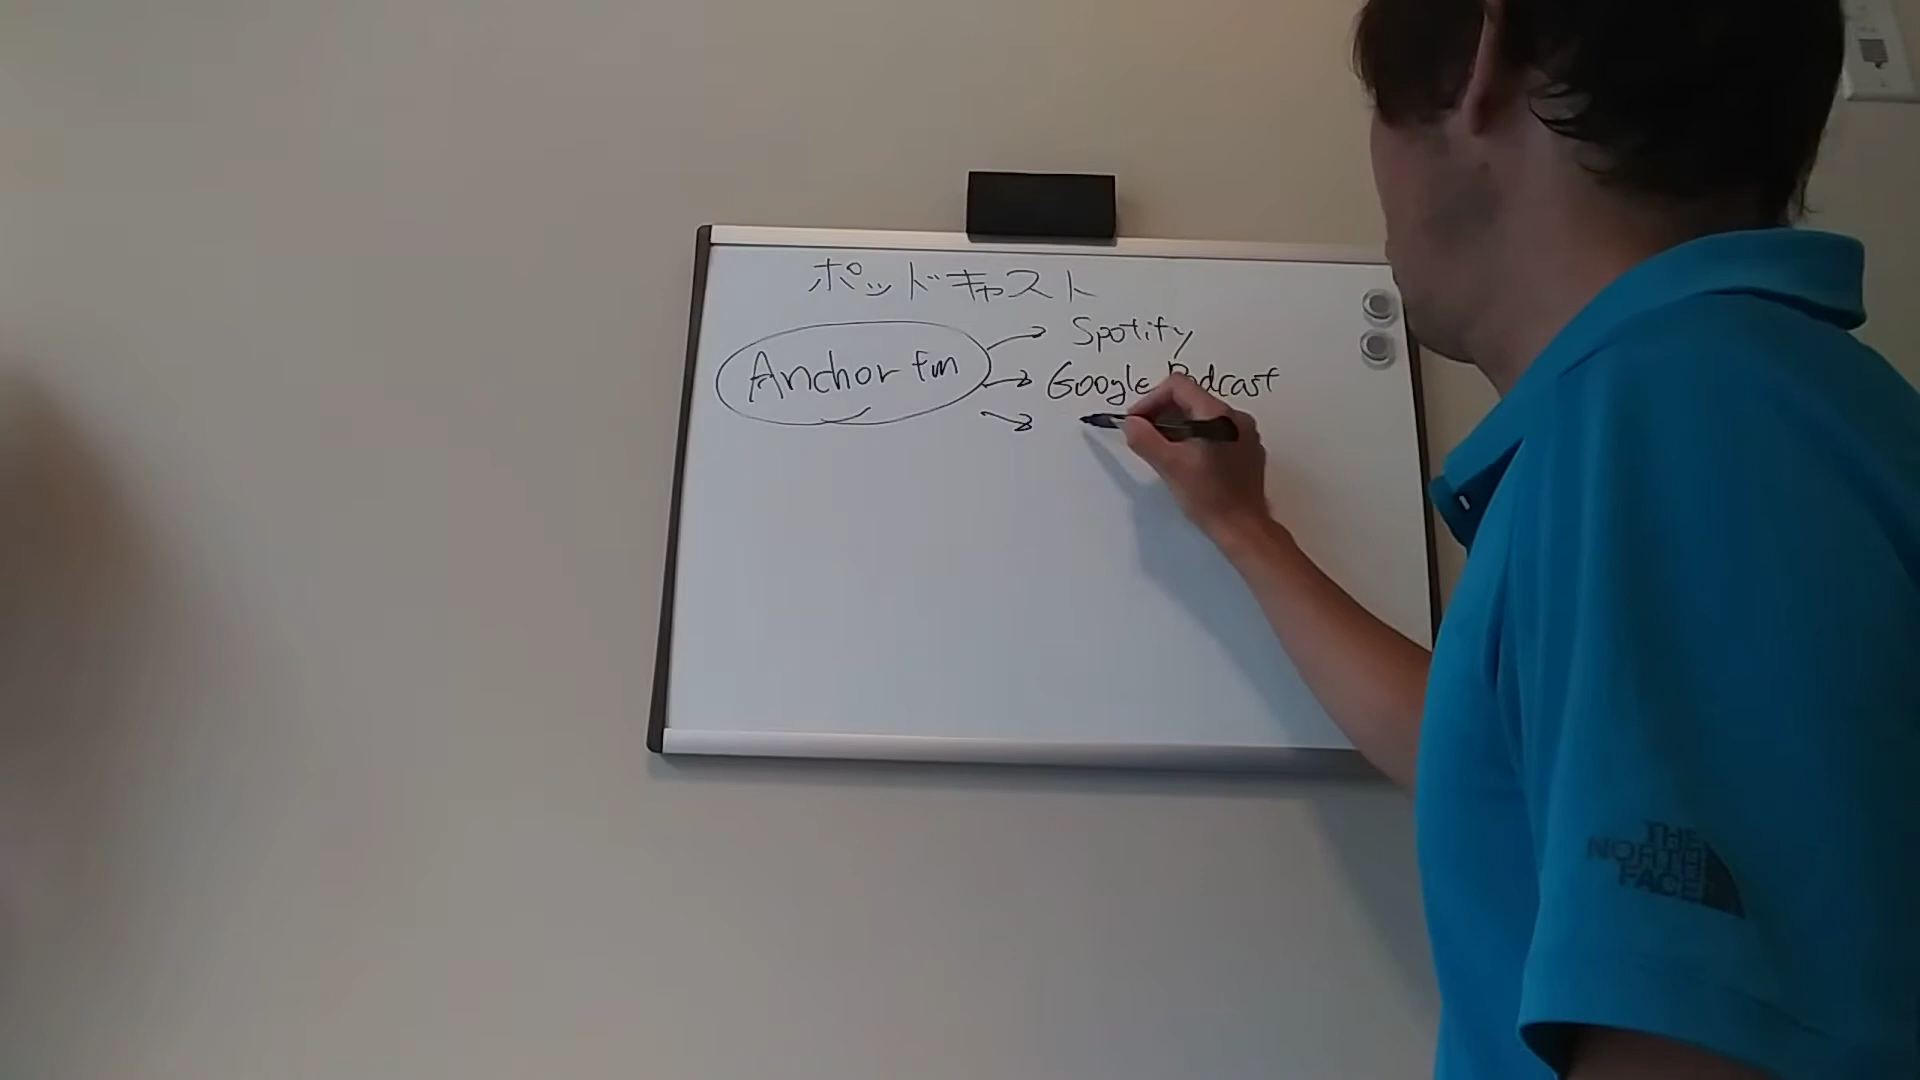 ポッドキャスト
Anchor fm
Spotify
Google Podcast
THE
NORTH
FACE